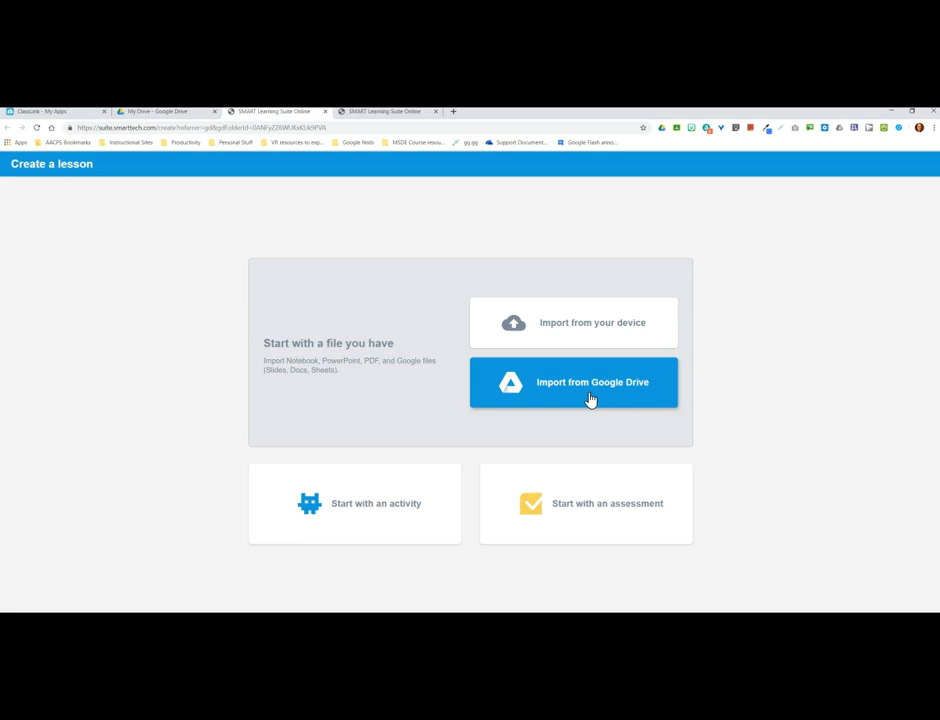 ClassLink - My Apps
My Drive - Google Drive
SMART Learning Suite Online
SMART Learning Suite Online
https://suite.smarttech.com/create?referrer=gd&gdFolderId=0ANFyZZ6WUKxKUk9PVA
Apps
AACPS Bookmarks
Instructional Sites
Productivity
Personal Stuff
VR resources to exp...
Google finds
MSDE Course resou...
gg.gg
Support Document...
Google Flash anno...
Create a lesson
Import from your device
Start with a file you have
Import Notebook, PowerPoint, PDF, and Google files
(Slides, Docs, Sheets).
Import from Google Drive
Start with an activity
Start with an assessment